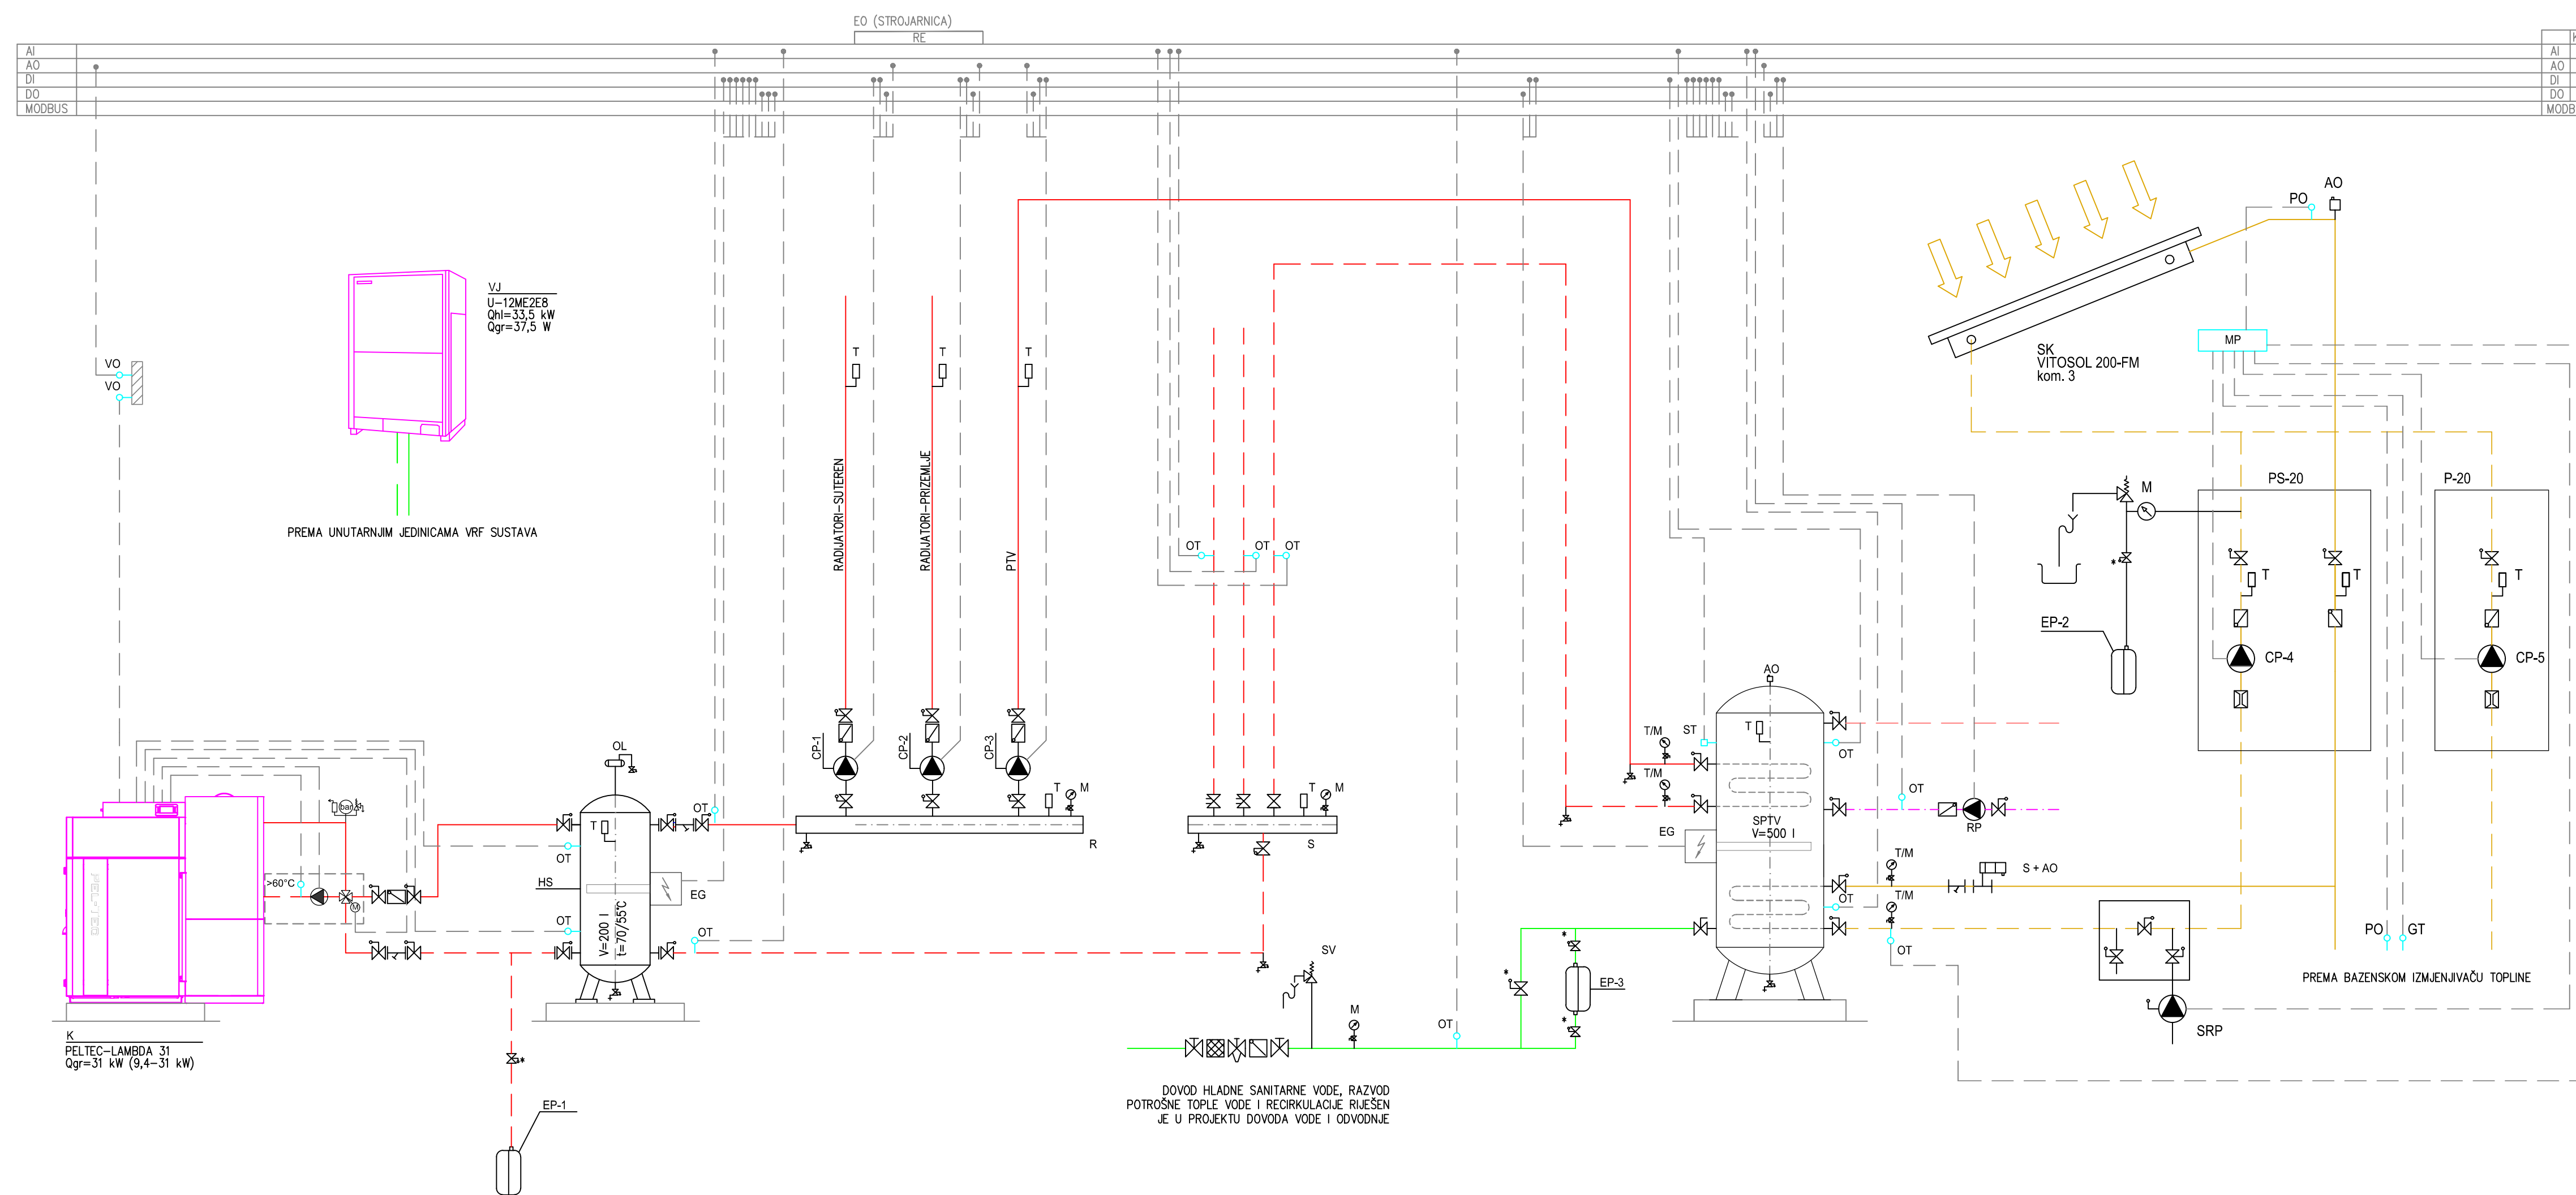 EO (STROJARNICA)
RE
AI
AO
DI
DO
MODBUS
AI
AO
DI
DO
MODB
VJ
U-12ME2E8
Qhl=33,5 kW
Qgr=37,5 W
VO
VO
PREMA UNUTARNJIM JEDINICAMA VRF SUSTAVA
T
T
T
RADIJATORI-SUTEREN
RADIJATORI-PRIZEMLJE
PTV
OT
OT
OT
PO
AO
MP
SK
VITOSOL 200-FM
kom. 3
PS-20
P-20
M
*
T
T
T
EP-2
CP-4
CP-5
OL
CP-1
CP-2
CP-3
T
M
T
M
OT
R
S
bar
>60°C
M
T
OT
HS
EG
OT
OT
V=200 l
t=70/55°C
AO
T/M
ST
T
OT
T/M
EG
SPTV
V=500 l
OT
RP
T/M
S + AO
OT
T/M
OT
PO
GT
PREMA BAZENSKOM IZMJENJIVAČU TOPLINE
SRP
SV
M
OT
*
*
EP-3
*
K
PELTEC-LAMBDA 31
Qgr=31 kW (9,4-31 kW)
*
EP-1
DOVOD HLADNE SANITARNE VODE, RAZVOD
POTROŠNE TOPLE VODE I RECIRKULACIJE RIJEŠEN
JE U PROJEKTU DOVODA VODE I ODVODNJE